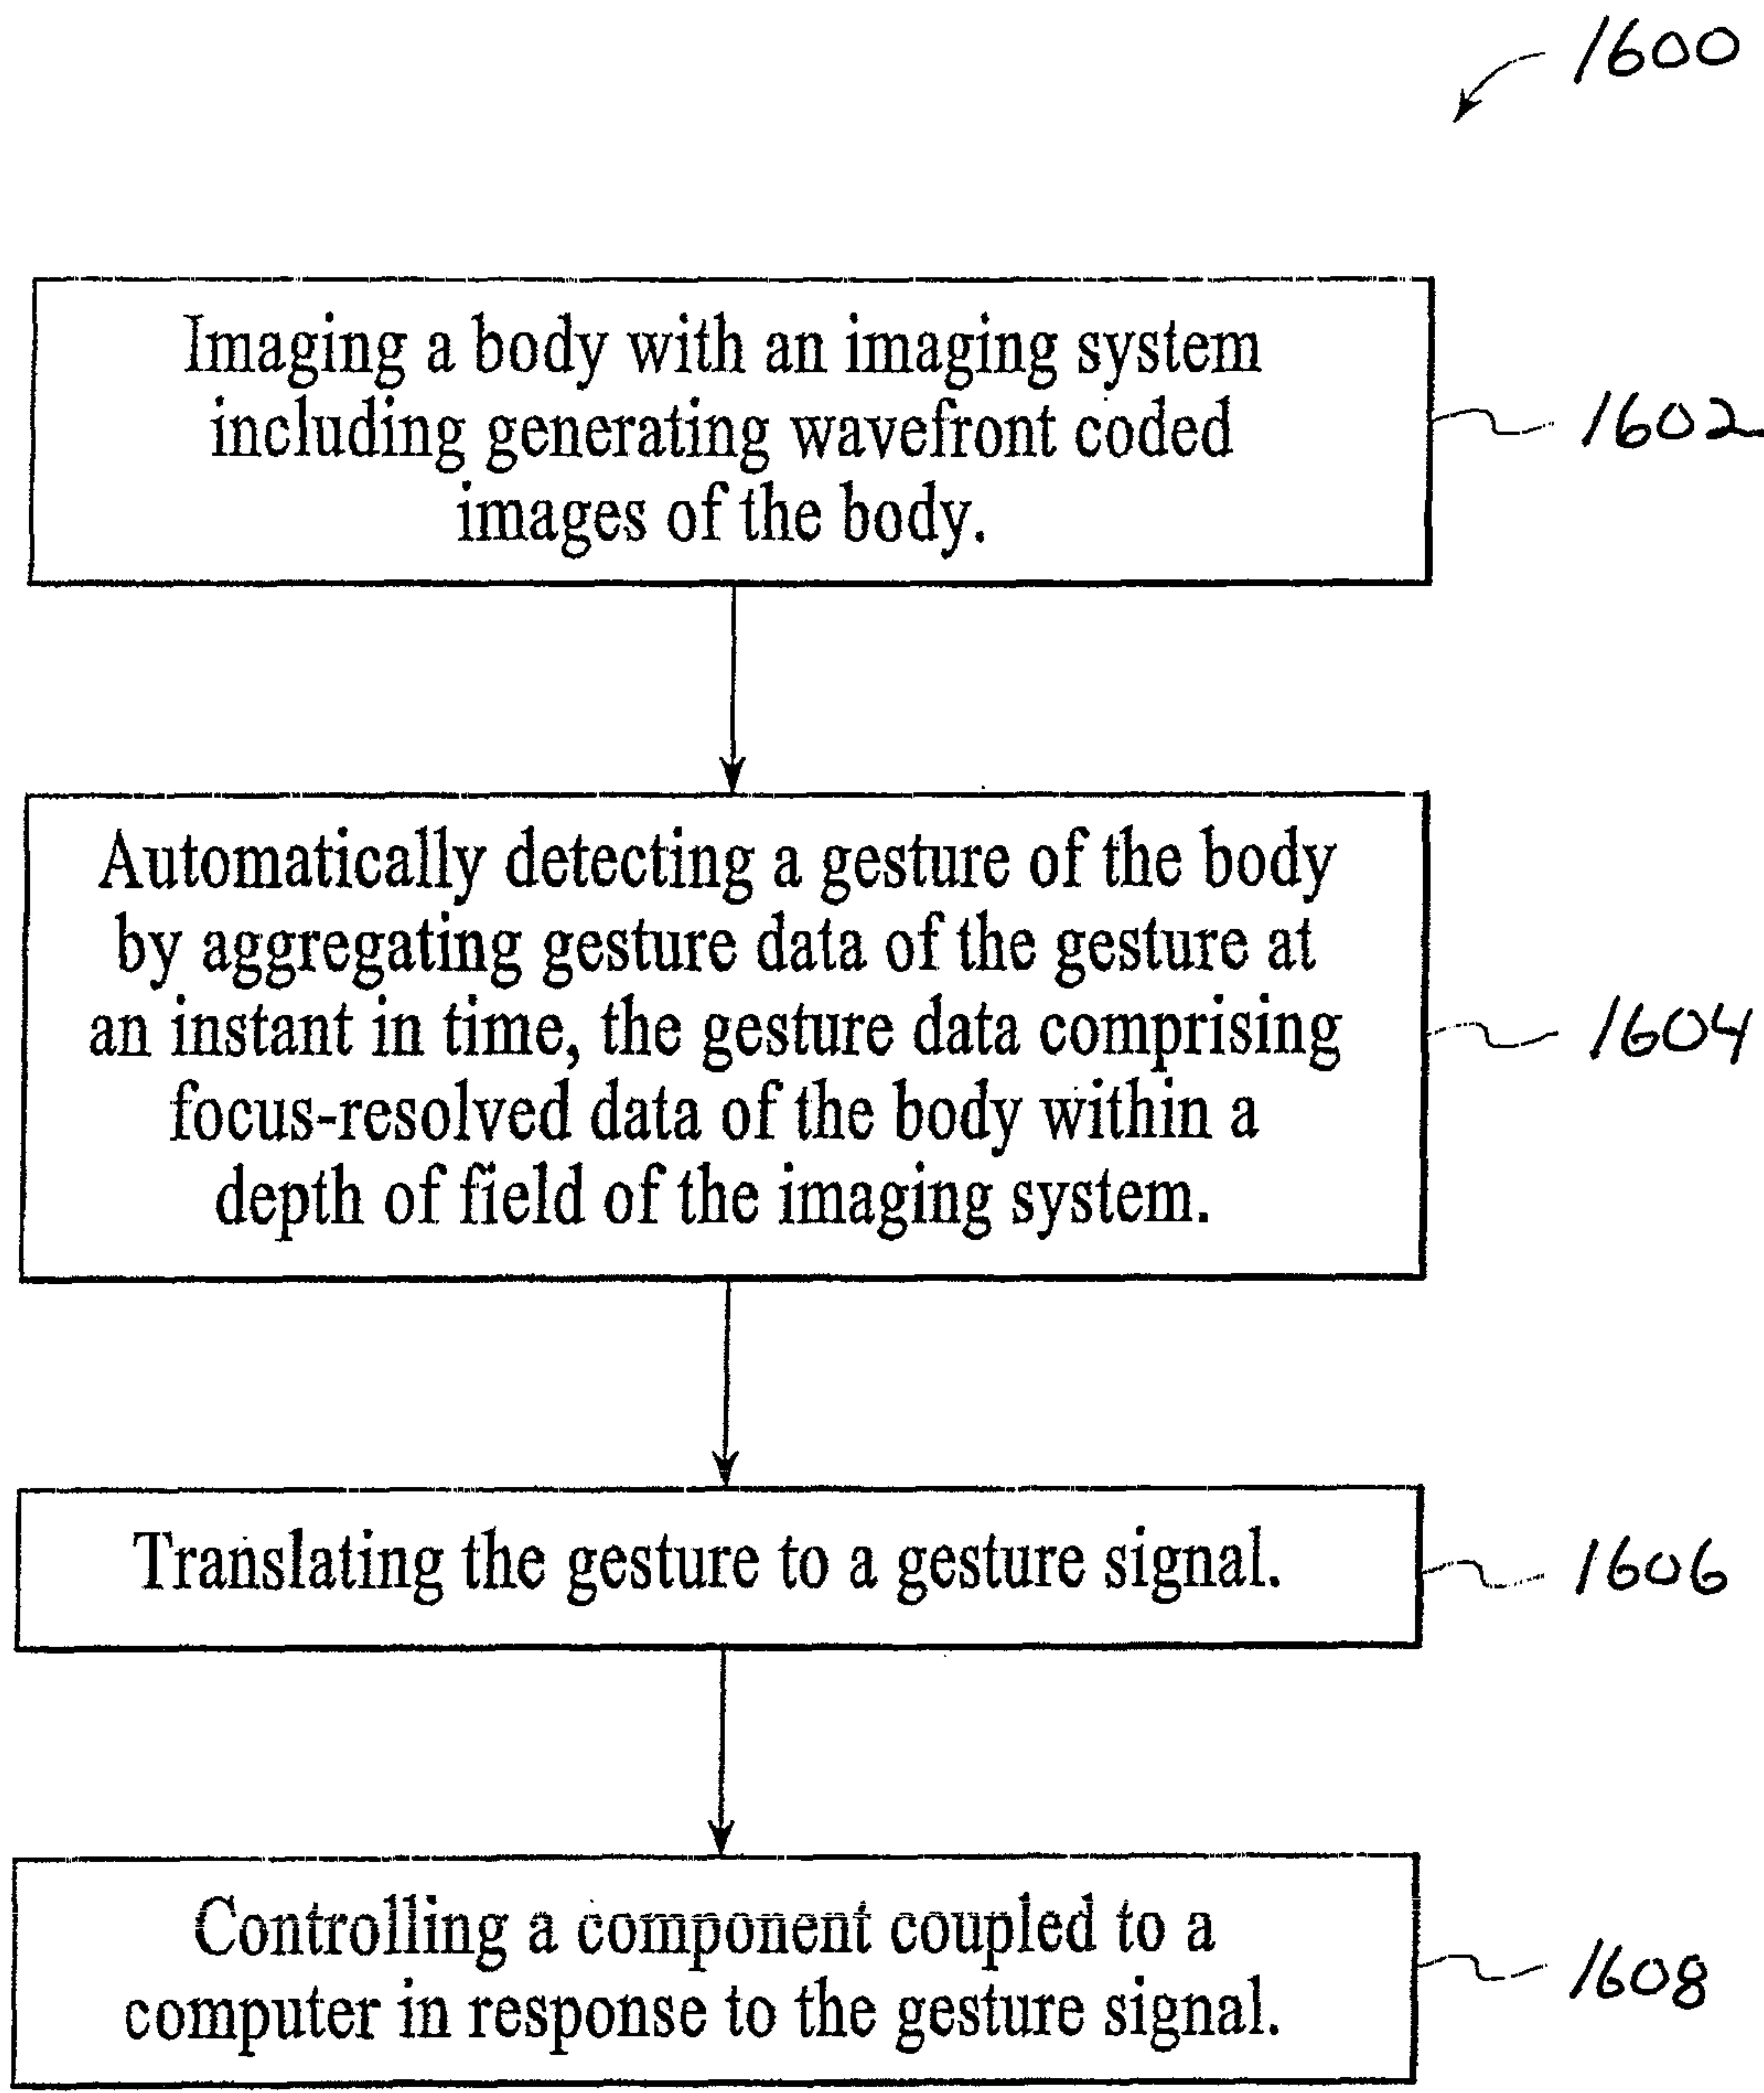 1600
Imaging a body with an imaging system
including generating wavefront coded
images of the body.
1602
Automatically detecting a gesture of the body
by aggregating gesture data of the gesture at
an instant in time, the gesture data comprising
focus-resolved data of the body within a
depth of field of the imaging system.
1604
Translating the gesture to a gesture signal.
1606
Controlling a component coupled to a
computer in response to the gesture signal.
1608